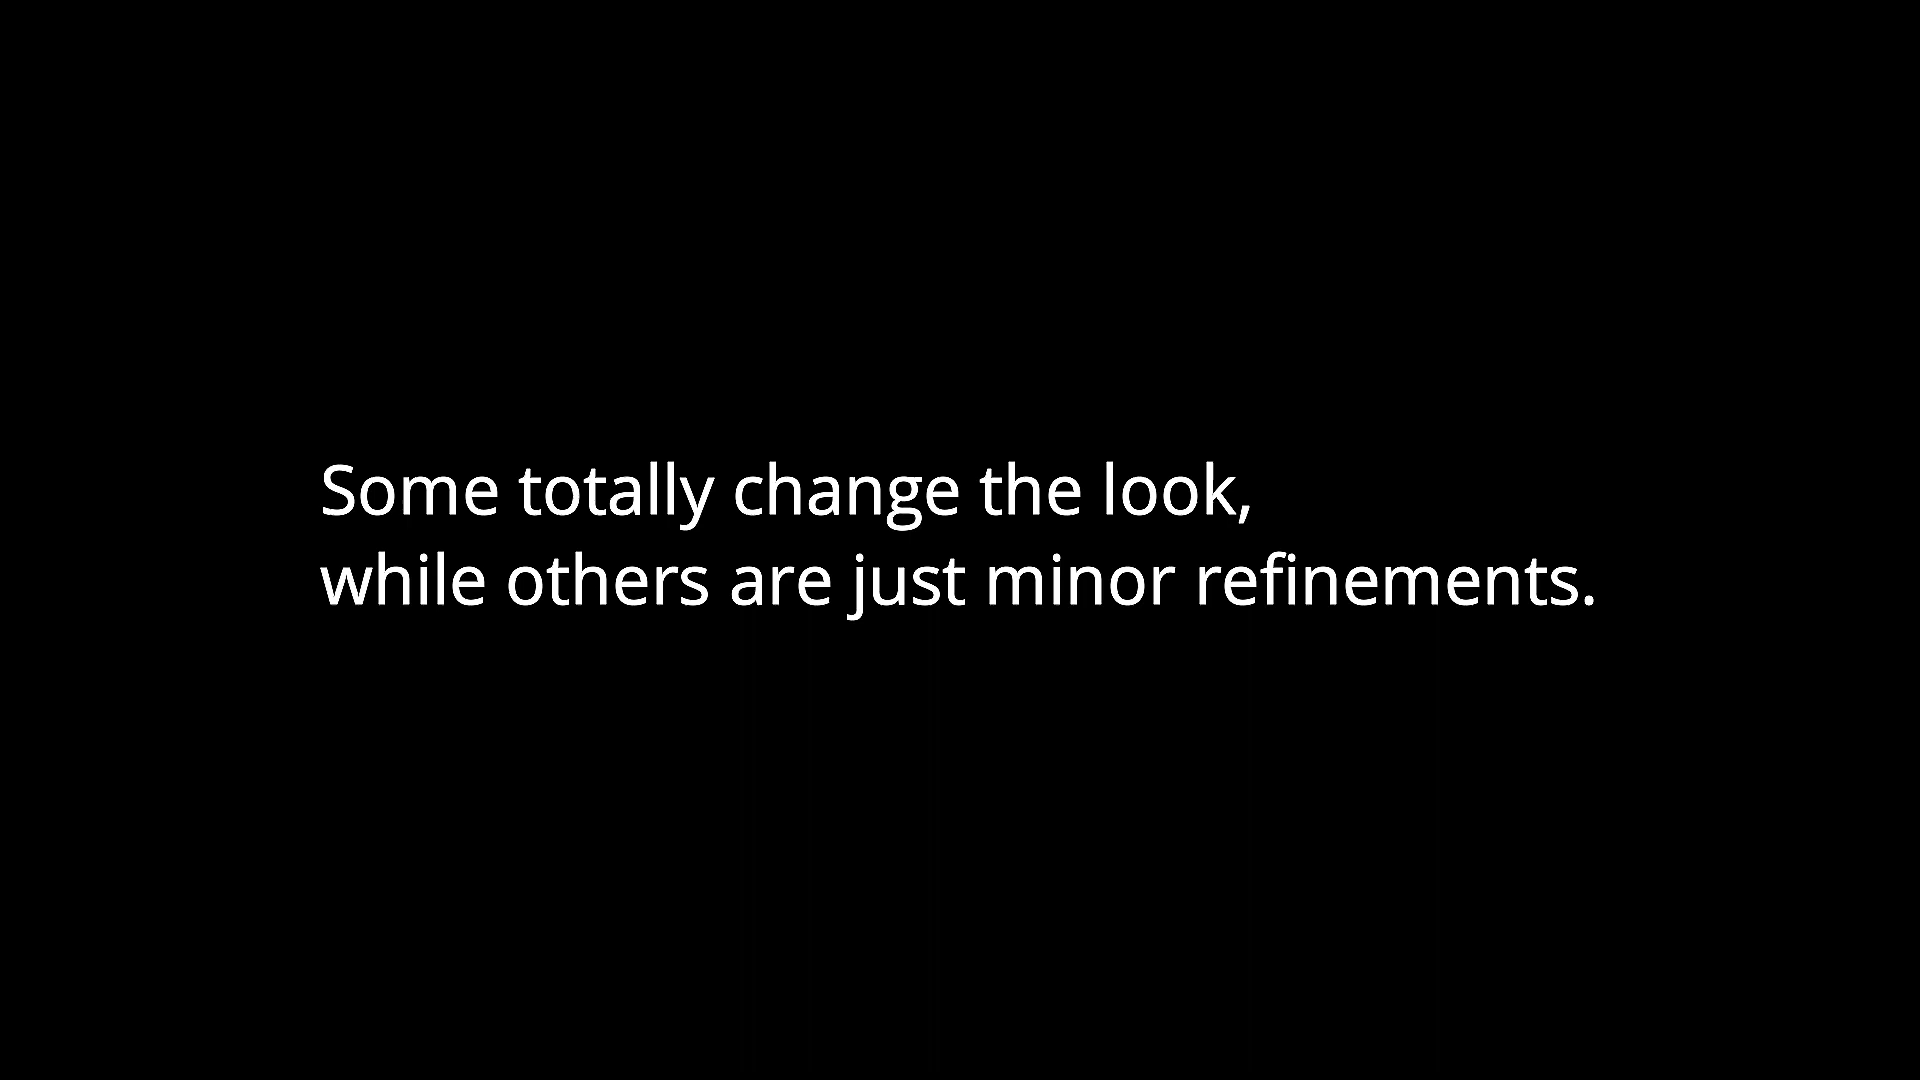 Some totally change the look,
while others are just minor refinements.